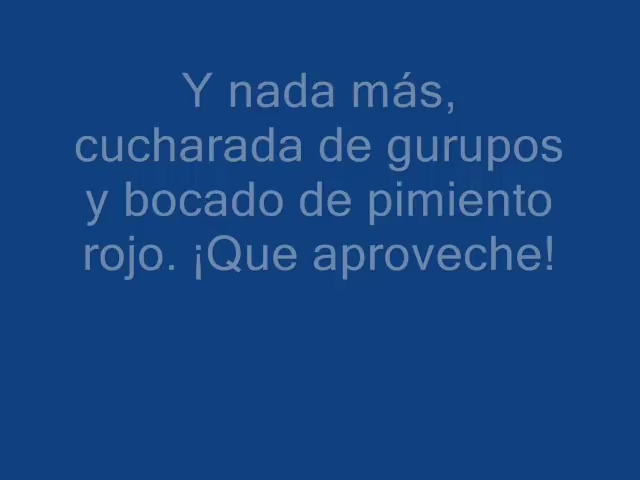 Y nada más,
cucharada de gurupos
y bocado de pimiento
rojo. ¡Que aproveche!